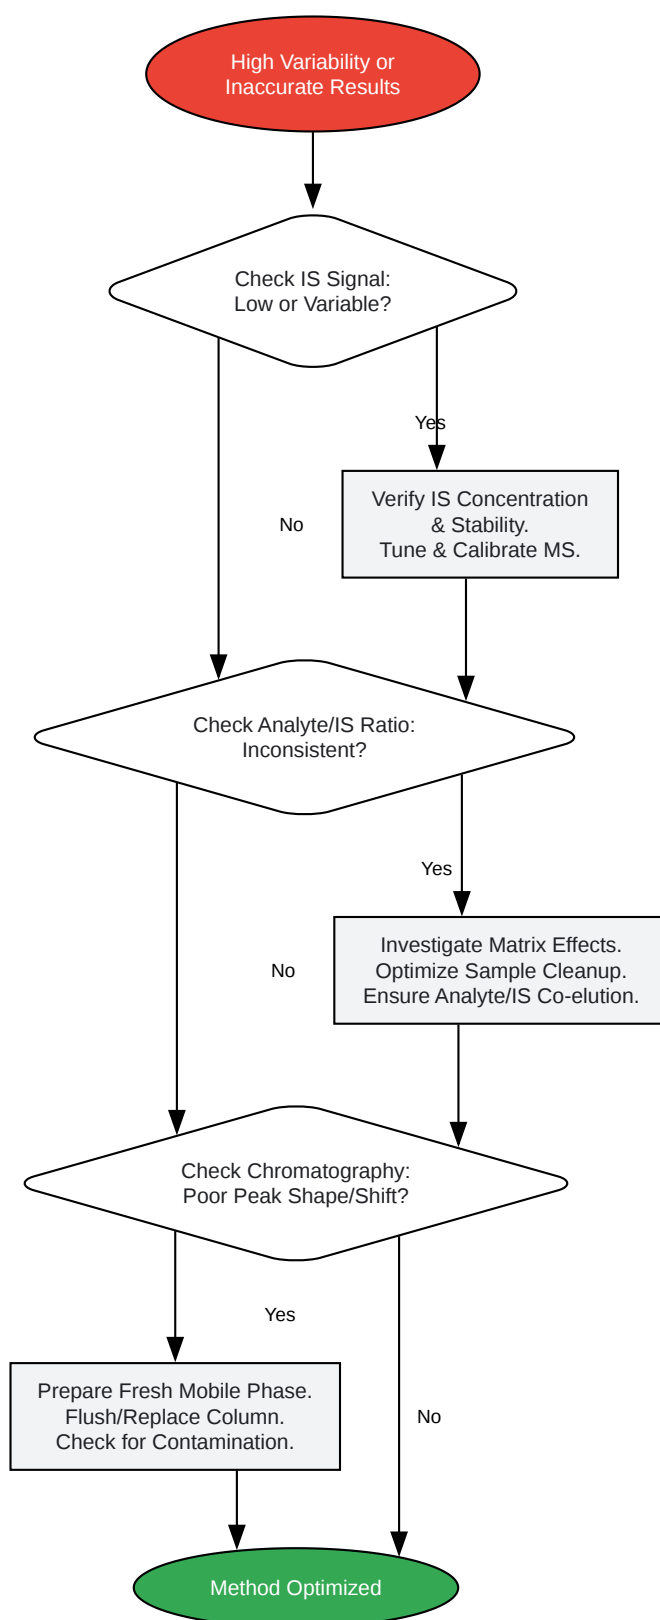 High Variability or
Inaccurate Results
Check IS Signal:
Low or Variable?
Yes
Verify IS Concentration
& Stability.
Tune & Calibrate MS.
No
Check Analyte/IS Ratio:
Inconsistent?
Yes
Investigate Matrix Effects.
Optimize Sample Cleanup.
Ensure Analyte/IS Co-elution.
No
Check Chromatography:
Poor Peak Shape/Shift?
Yes
Prepare Fresh Mobile Phase.
Flush/Replace Column.
Check for Contamination.
No
Method Optimized